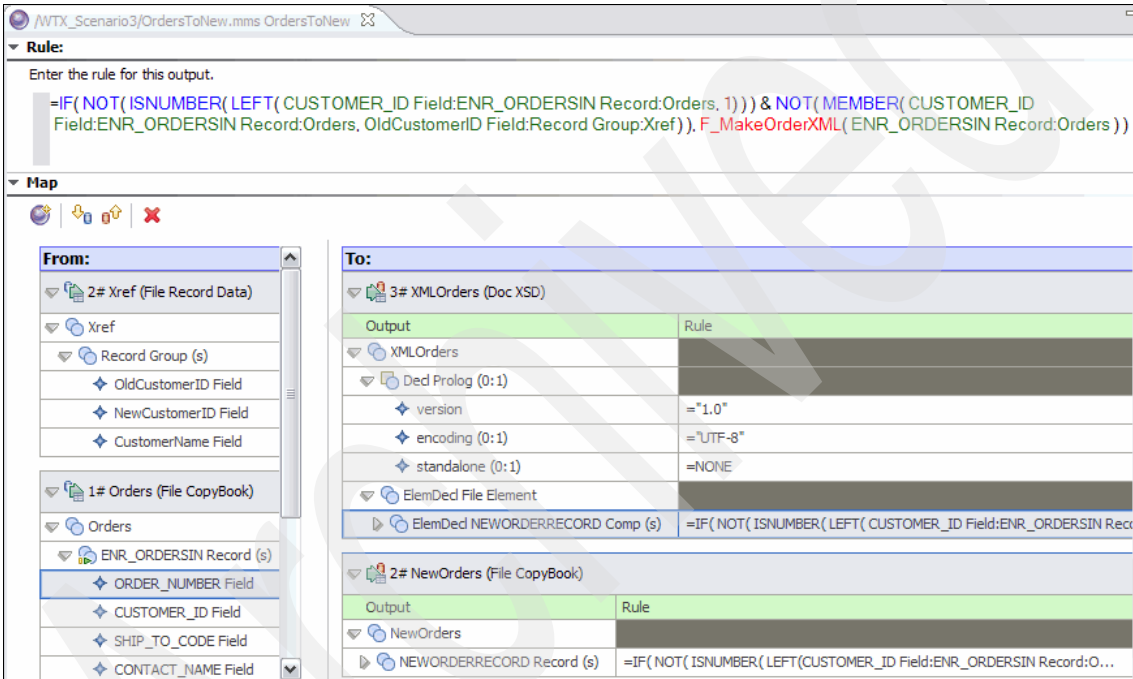 /WTX_Scenario3/OrdersToNew.mms OrdersToNew
Rule:
Enter the rule for this output.
=IF( NOT( ISNUMBER( LEFT( CUSTOMER_ID Field:ENR_ORDERSIN Record:Orders, 1) ) ) & NOT( MEMBER( CUSTOMER_ID
Field:ENR_ORDERSIN Record:Orders, OldCustomerID Field:Record Group:Xref ) ), F_MakeOrderXML( ENR_ORDERSIN Record:Orders ) )
Map
From:
2# Xref (File Record Data)
Xref
Record Group (s)
OldCustomerID Field
NewCustomerID Field
CustomerName Field
1# Orders (File CopyBook)
Orders
ENR_ORDERSIN Record (s)
ORDER_NUMBER Field
CUSTOMER_ID Field
SHIP_TO_CODE Field
CONTACT_NAME Field
To:
3# XMLOrders (Doc XSD)
Output Rule
XMLOrders
Decl Prolog (0:1)
version ="1.0"
encoding (0:1) ="UTF-8"
standalone (0:1) =NONE
ElemDecl File Element
ElemDecl NEWORDERRECORD Comp (s) =IF( NOT( ISNUMBER( LEFT( CUSTOMER_ID Field:ENR_ORDERSIN Reco
2# NewOrders (File CopyBook)
Output Rule
NewOrders
NEWORDERRECORD Record (s) =IF( NOT( ISNUMBER( LEFT(CUSTOMER_ID Field:ENR_ORDERSIN Record:O...